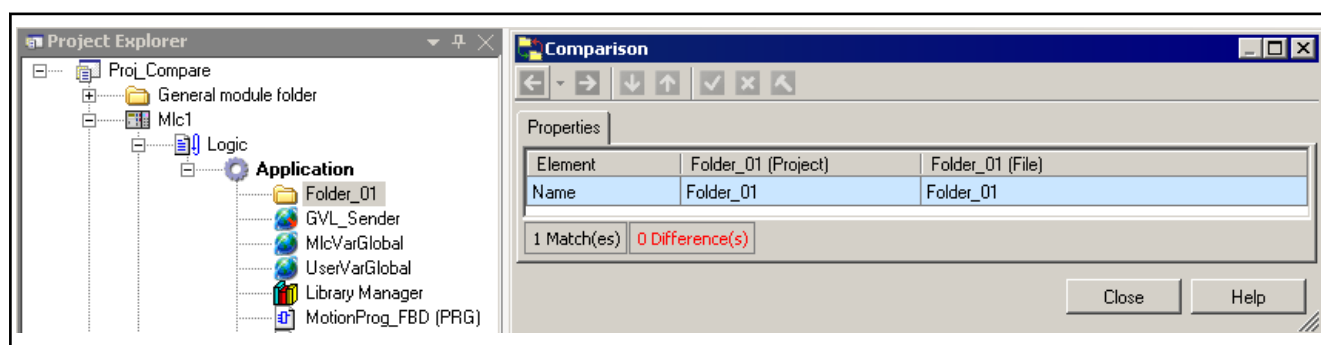 Project Explorer
Proj_Compare
General module folder
Mlc1
Logic
Application
Folder_01
GVL_Sender
MlcVarGlobal
UserVarGlobal
Library Manager
MotionProg_FBD (PRG)
Comparison
Properties
Element Folder_01 (Project) Folder_01 (File)
Name Folder_01 Folder_01
1 Match(es) 0 Difference(s)
Close Help